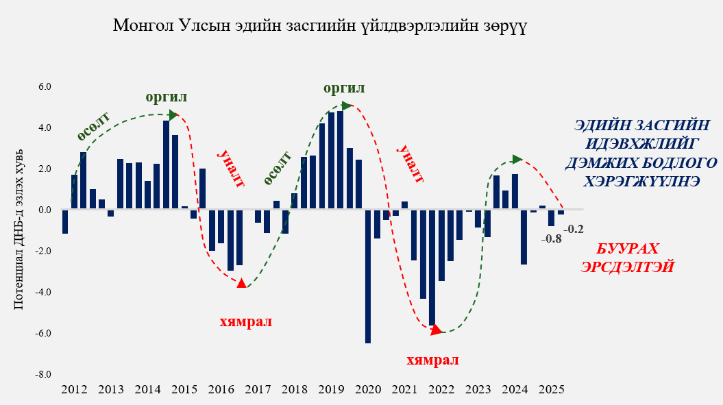 Монгол Улсын эдийн засгиийн үйлдвэрлэлийн зөрүү
Потенциал ДНБ-д эзлэх хувь
6.0
4.0
2.0
0.0
-2.0
-4.0
-6.0
-8.0
өсөлт
оргил
уналт
хямрал
өсөлт
оргил
уналт
хямрал
-0.8
-0.2
ЭДИЙН ЗАСГИЙН
ИДЭВХЖЛИЙГ
ДЭМЖИХ БОДЛОГО
ХЭРЭГЖҮҮЛНЭ
БУУРАХ
ЭРСДЭЛТЭЙ
2012 2013 2014 2015 2016 2017 2018 2019 2020 2021 2022 2023 2024 2025